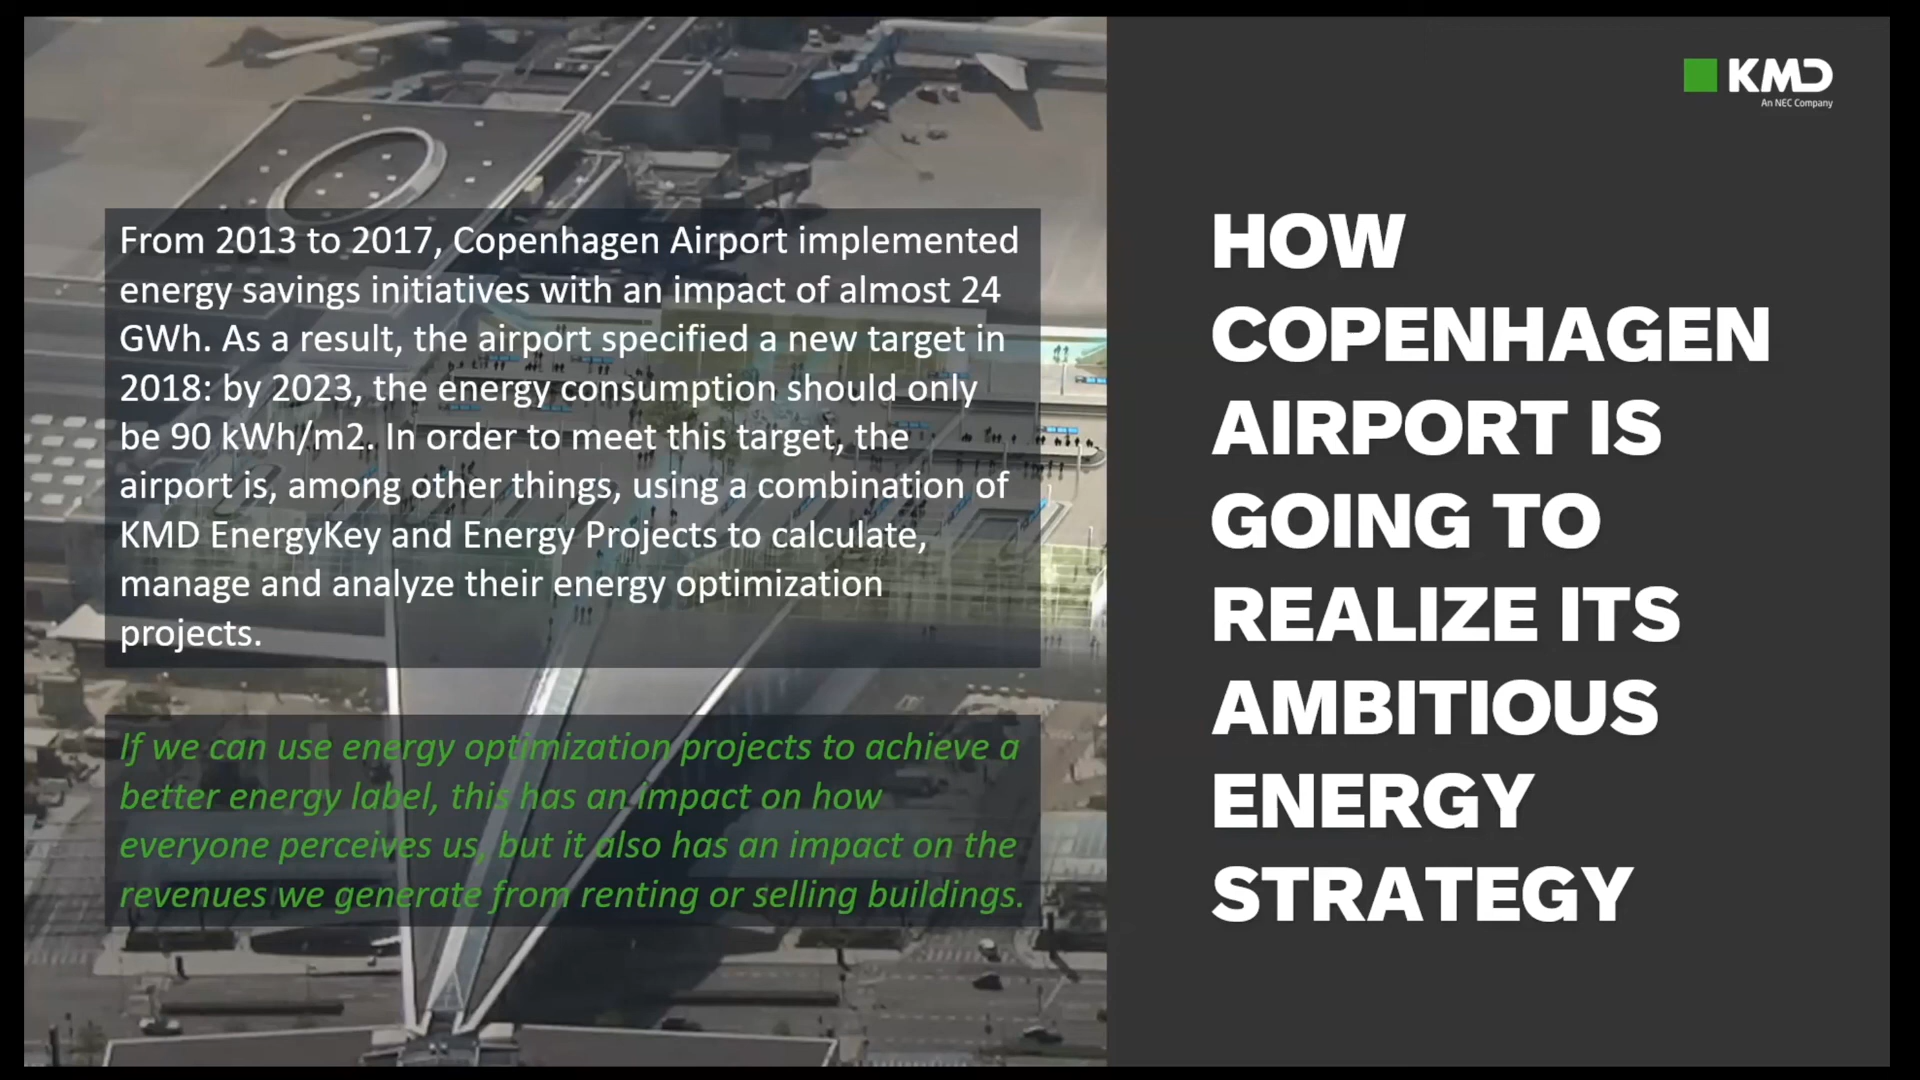 From 2013 to 2017, Copenhagen Airport implemented
energy savings initiatives with an impact of almost 24
GWh. As a result, the airport specified a new target in
2018: by 2023, the energy consumption should only
be 90 kWh/m2. In order to meet this target, the
airport is, among other things, using a combination of
KMD EnergyKey and Energy Projects to calculate,
manage and analyze their energy optimization
projects.
If we can use energy optimization projects to achieve a
better energy label, this has an impact on how
everyone perceives us, but it also has an impact on the
revenues we generate from renting or selling buildings.
KMD
An NEC Company
HOW
COPENHAGEN
AIRPORT IS
GOING TO
REALIZE ITS
AMBITIOUS
ENERGY
STRATEGY